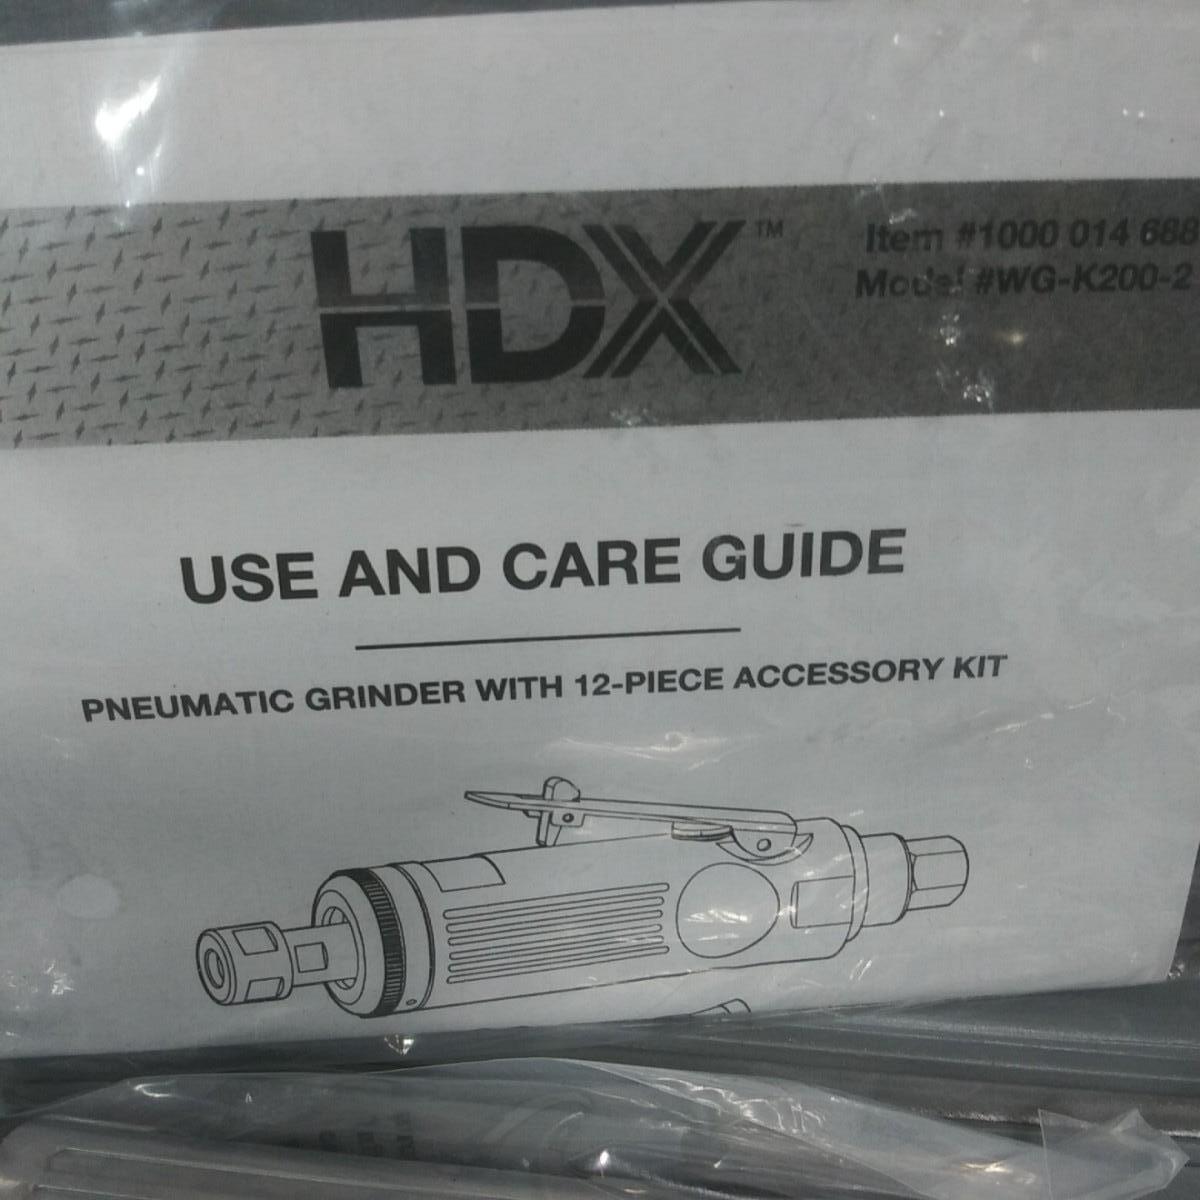 HDX™
Item #1000 014 688
Model #WG-K200-2
USE AND CARE GUIDE
PNEUMATIC GRINDER WITH 12-PIECE ACCESSORY KIT